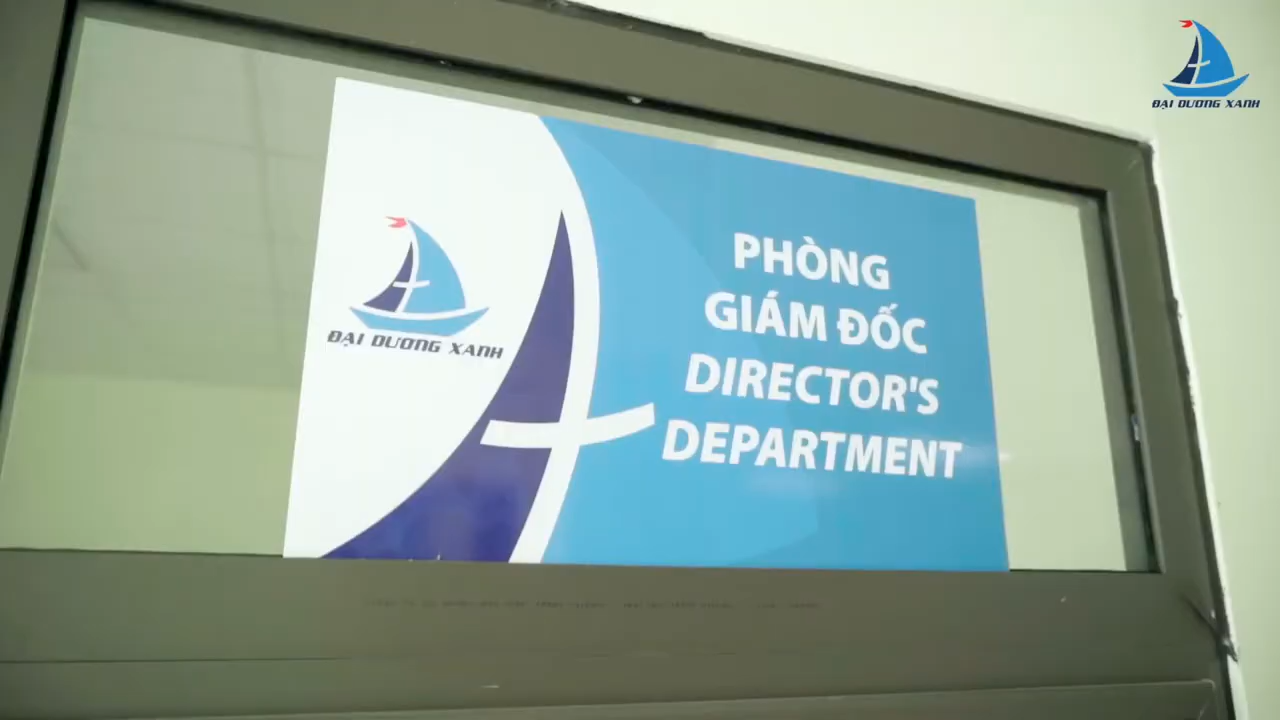 ĐẠI DƯƠNG XANH
ĐẠI DƯƠNG XANH
PHÒNG
GIÁM ĐỐC
DIRECTOR'S
DEPARTMENT